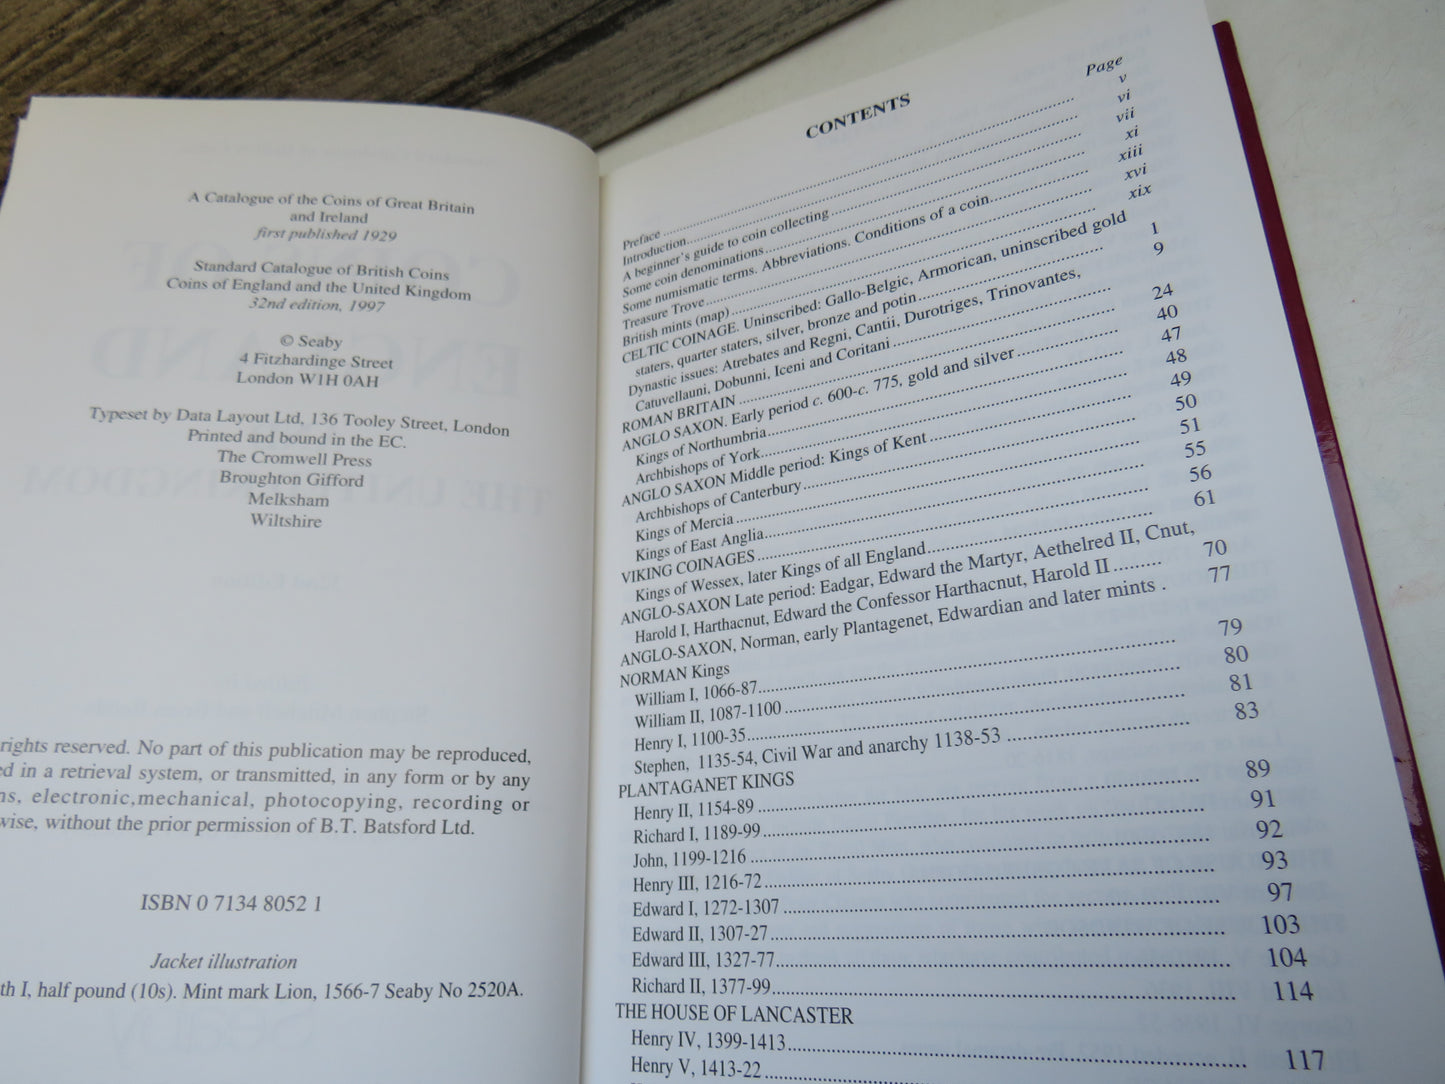 A Catalogue of the Coins of Great Britain
and Ireland
first published 1929
Standard Catalogue of British Coins
Coins of England and the United Kingdom
32nd edition, 1997
© Seaby
4 Fitzhardinge Street
London W1H 0AH
Typeset by Data Layout Ltd, 136 Tooley Street, London
Printed and bound in the EC.
The Cromwell Press
Broughton Gifford
Melksham
Wiltshire
rights reserved. No part of this publication may be reproduced,
in a retrieval system, or transmitted, in any form or by any
electronic,mechanical, photocopying, recording or
without the prior permission of B.T. Batsford Ltd.
ISBN 0 7134 8052 1
Jacket illustration
I, half pound (10s). Mint mark Lion, 1566-7 Seaby No 2520A.
CONTENTS
Page
Preface v
Introduction vi
A beginner's guide to coin collecting vii
Some coin denominations xi
Some numismatic terms. Abbreviations. Conditions of a coin. xiii
Treasure Trove xvi
British mints (map) xix
CELTIC COINAGE. Uninscribed: Gallo-Belgic, Armorican, uninscribed gold
staters, quarter staters, silver, bronze and potin 1
Dynastic issues: Atrebates and Regni, Cantii, Durotriges, Trinovantes,
Catuvellauni, Dobunni, Iceni and Coritani 9
ROMAN BRITAIN 24
ANGLO SAXON. Early period c. 600-c. 775, gold and silver 40
Kings of Northumbria 47
Archbishops of York 48
ANGLO SAXON Middle period: Kings of Kent 49
Archbishops of Canterbury 50
Kings of Mercia 51
Kings of East Anglia 55
VIKING COINAGES 56
Kings of Wessex, later Kings of all England 61
ANGLO-SAXON Late period: Eadgar, Edward the Martyr, Aethelred II, Cnut,
Harold I, Harthacnut, Edward the Confessor Harthacnut, Harold II 70
ANGLO-SAXON, Norman, early Plantagenet, Edwardian and later mints . 77
NORMAN Kings
William I, 1066-87 79
William II, 1087-1100 80
Henry I, 1100-35 81
Stephen, 1135-54, Civil War and anarchy 1138-53 83
PLANTAGANET KINGS
Henry II, 1154-89 89
Richard I, 1189-99 91
John, 1199-1216 92
Henry III, 1216-72 93
Edward I, 1272-1307 97
Edward II, 1307-27 103
Edward III, 1327-77 104
Richard II, 1377-99 114
THE HOUSE OF LANCASTER
Henry IV, 1399-1413 117
Henry V, 1413-22